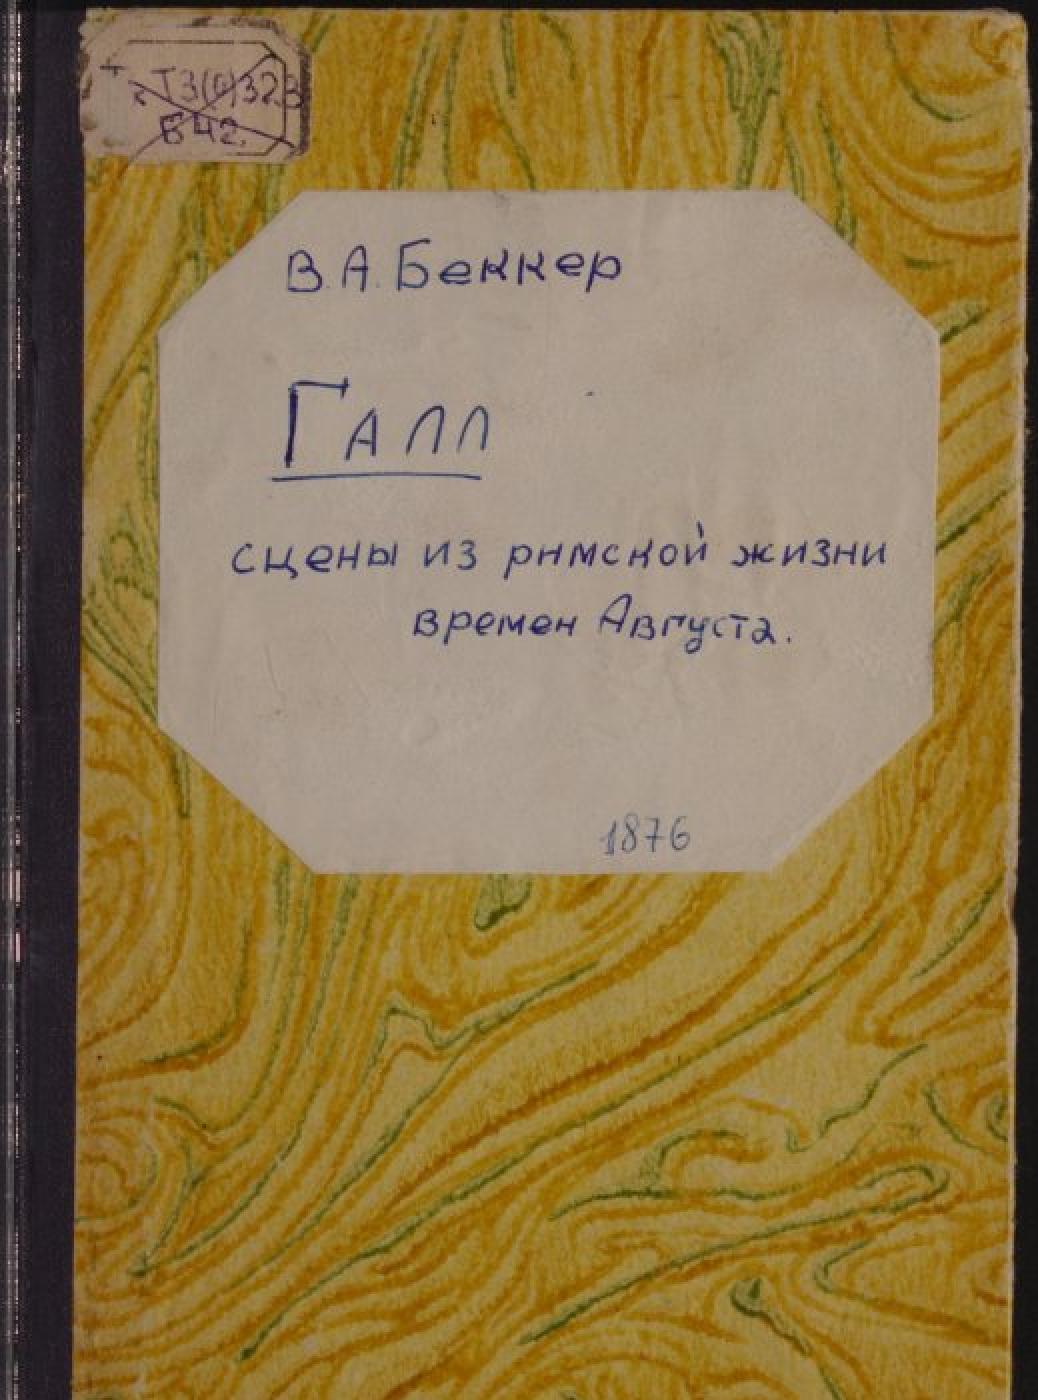 Т3(0)323
Б42
В.А. Беккер
Галл
сцены из римской жизни
времен Августа.
1876